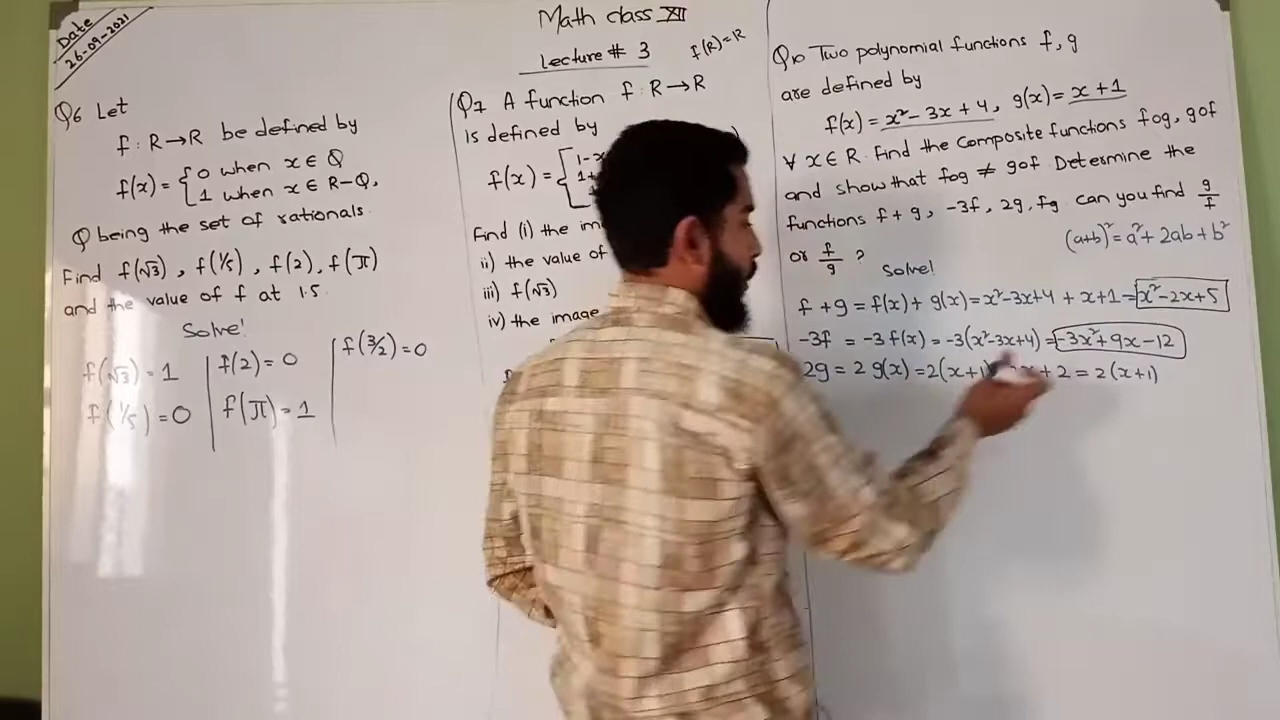 Date
26-09-2021
Math class XII
Lecture # 3
f(R)=R
Q6 Let
f: R→R be defined by
f(x) = { 0 when x ∈ Q
1 when x ∈ R-Q,
Q being the set of rationals.
Find f(√3), f(1/5), f(2), f(π)
and the value of f at 1.5
Solve!
f(√3) = 1
f(1/5) = 0
f(2) = 0
f(π) = 1
f(3/2) = 0
Q7 A function f: R→R
is defined by
f(x) =
Find (i) the
ii) the value of
iii) f(√3)
iv) the image
Q10 Two polynomial functions f, g
are defined by
f(x) = x² - 3x + 4, g(x) = x + 1
∀ x ∈ R. Find the Composite functions fog, gof
and show that fog ≠ gof Determine the
functions f + g, -3f, 2g, fg. can you find g/f
or f/g ?
(a+b)² = a² + 2ab + b²
Solve!
f + g = f(x) + g(x) = x² - 3x + 4 + x + 1 = x² - 2x + 5
-3f = -3 f(x) = -3(x² - 3x + 4) = -3x² + 9x - 12
2g = 2 g(x) = 2(x + 1) + 2 = 2(x + 1)